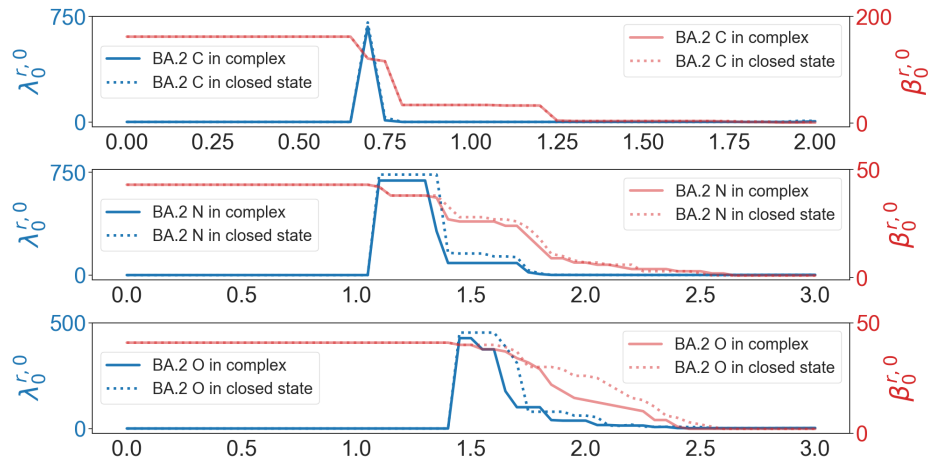 750
200
λ₀^{r, 0}
BA.2 C in complex
BA.2 C in closed state
BA.2 C in complex
BA.2 C in closed state
β₀^{r, 0}
0
0
0.00 0.25 0.50 0.75 1.00 1.25 1.50 1.75 2.00
750
50
λ₀^{r, 0}
BA.2 N in complex
BA.2 N in closed state
BA.2 N in complex
BA.2 N in closed state
β₀^{r, 0}
0
0
0.0 0.5 1.0 1.5 2.0 2.5 3.0
500
50
λ₀^{r, 0}
BA.2 O in complex
BA.2 O in closed state
BA.2 O in complex
BA.2 O in closed state
β₀^{r, 0}
0
0
0.0 0.5 1.0 1.5 2.0 2.5 3.0